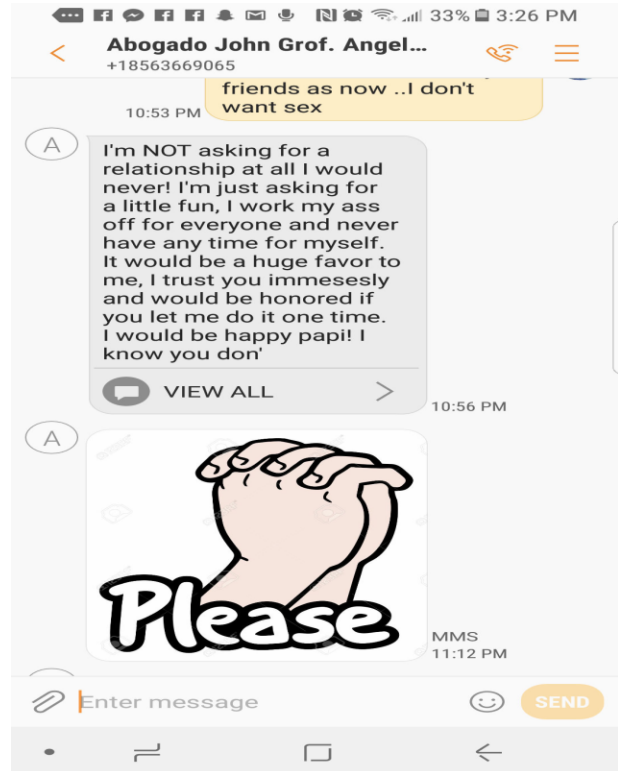 33% 3:26 PM
Abogado John Grof. Angel...
+18563669065
friends as now ..I don't
want sex
10:53 PM
A
I'm NOT asking for a
relationship at all I would
never! I'm just asking for
a little fun, I work my ass
off for everyone and never
have any time for myself.
It would be a huge favor to
me, I trust you immesesly
and would be honored if
you let me do it one time.
I would be happy papi! I
know you don'
VIEW ALL
10:56 PM
A
Please
MMS
11:12 PM
Enter message
SEND